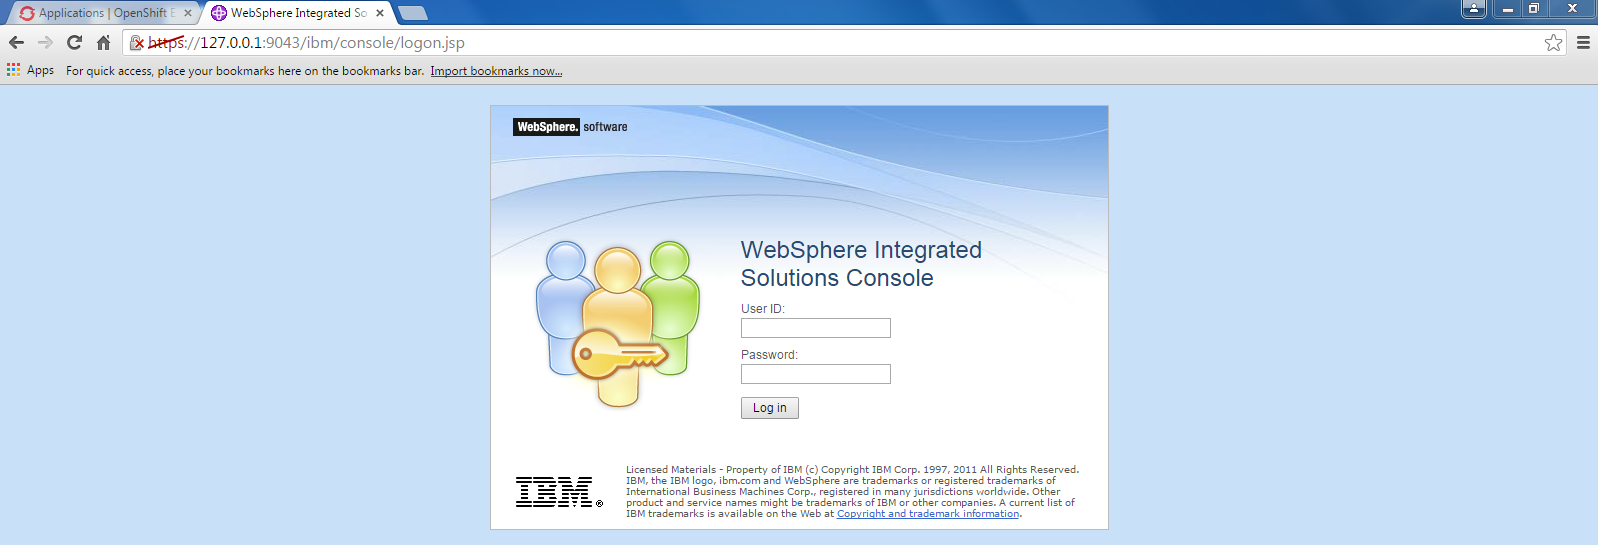 Applications | OpenShift E
WebSphere Integrated So
https://127.0.0.1:9043/ibm/console/logon.jsp
Apps For quick access, place your bookmarks here on the bookmarks bar. Import bookmarks now...
WebSphere. software
WebSphere Integrated
Solutions Console
User ID:
Password:
Log in
IBM®
Licensed Materials - Property of IBM (c) Copyright IBM Corp. 1997, 2011 All Rights Reserved.
IBM, the IBM logo, ibm.com and WebSphere are trademarks or registered trademarks of
International Business Machines Corp., registered in many jurisdictions worldwide. Other
product and service names might be trademarks of IBM or other companies. A current list of
IBM trademarks is available on the Web at Copyright and trademark information.